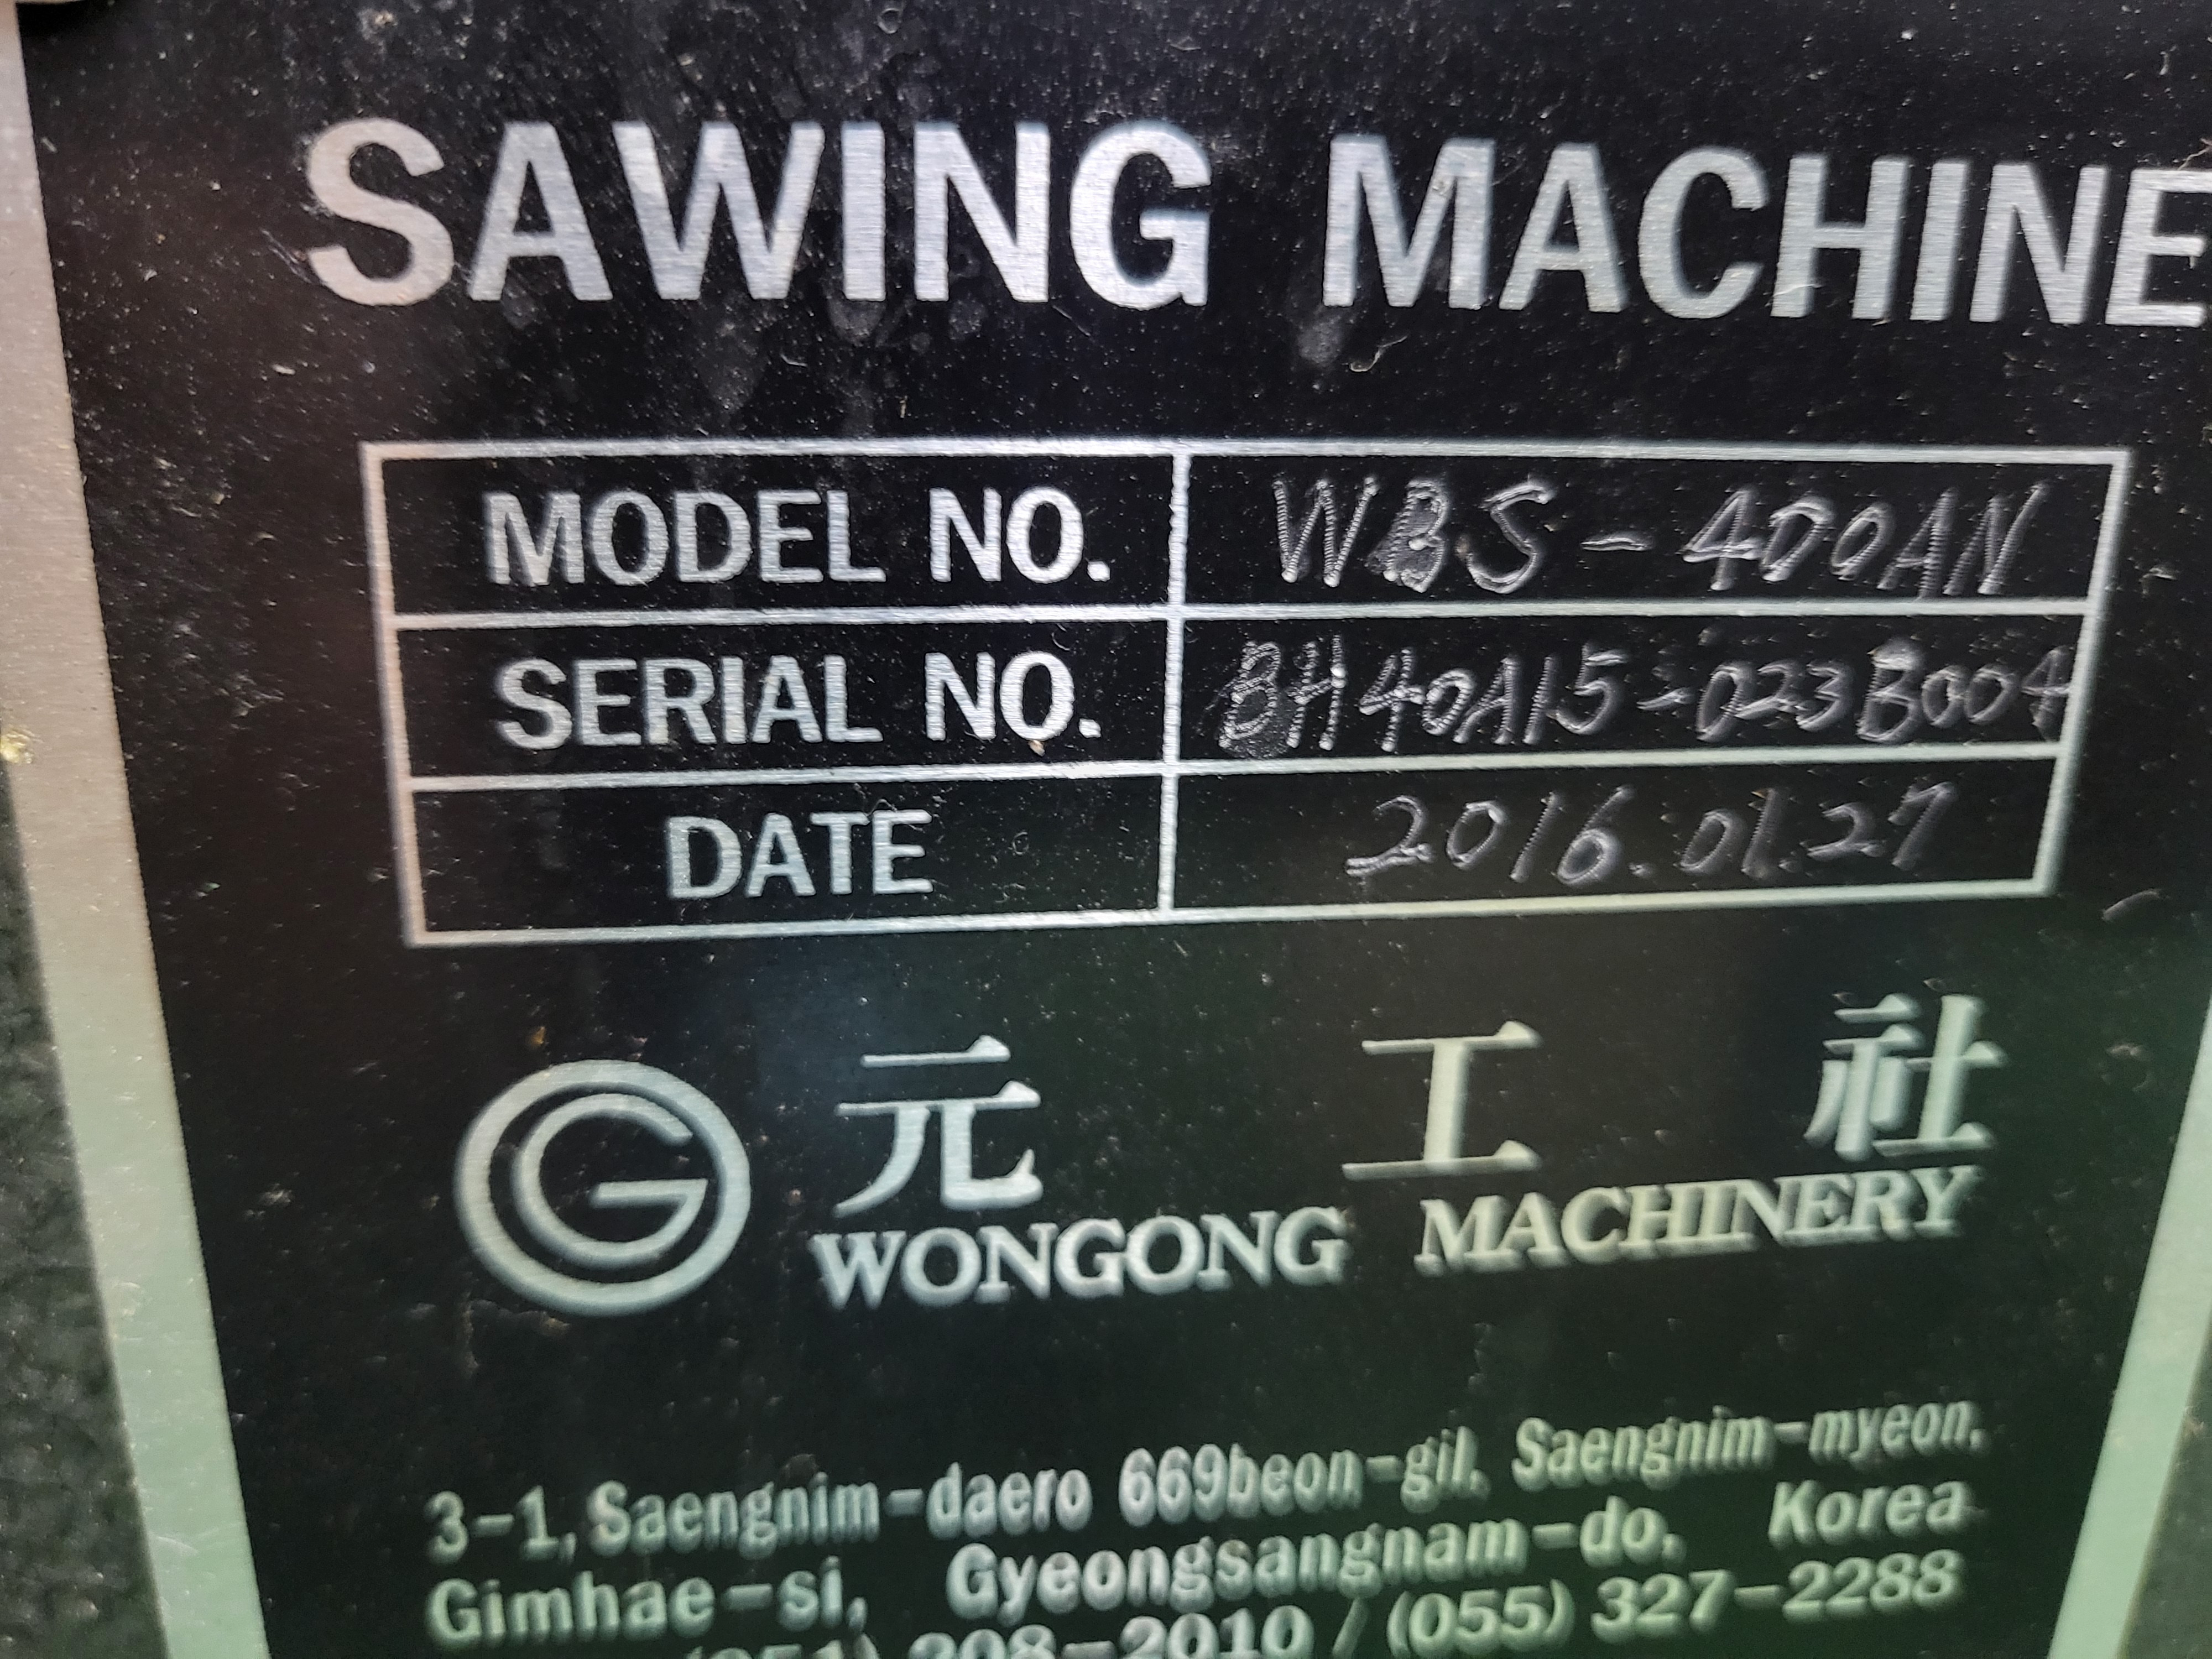 SAWING MACHINE
MODEL NO. WBS-400AN
SERIAL NO. BH40A15-023B004
DATE 2016.01.27
元 工 社
WONGONG MACHINERY
3-1, Saengnim-daero 669beon-gil, Saengnim-myeon,
Gimhae-si, Gyeongsangnam-do, Korea
2010 / (055) 327-2288